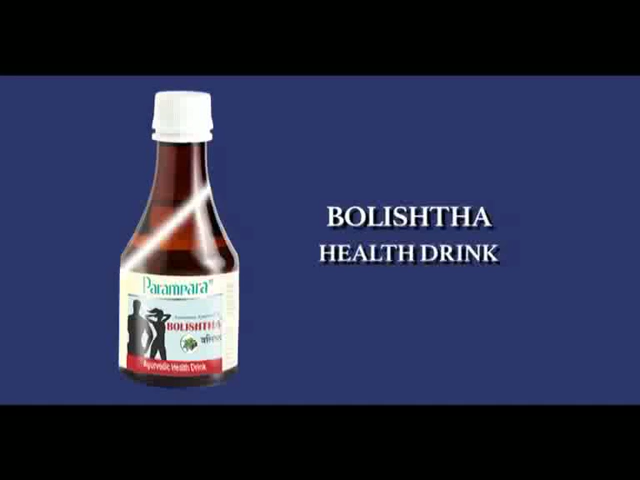 BOLISHTHA
HEALTH DRINK
Parampara
BOLISHTHA
Ayurvedic Health Drink